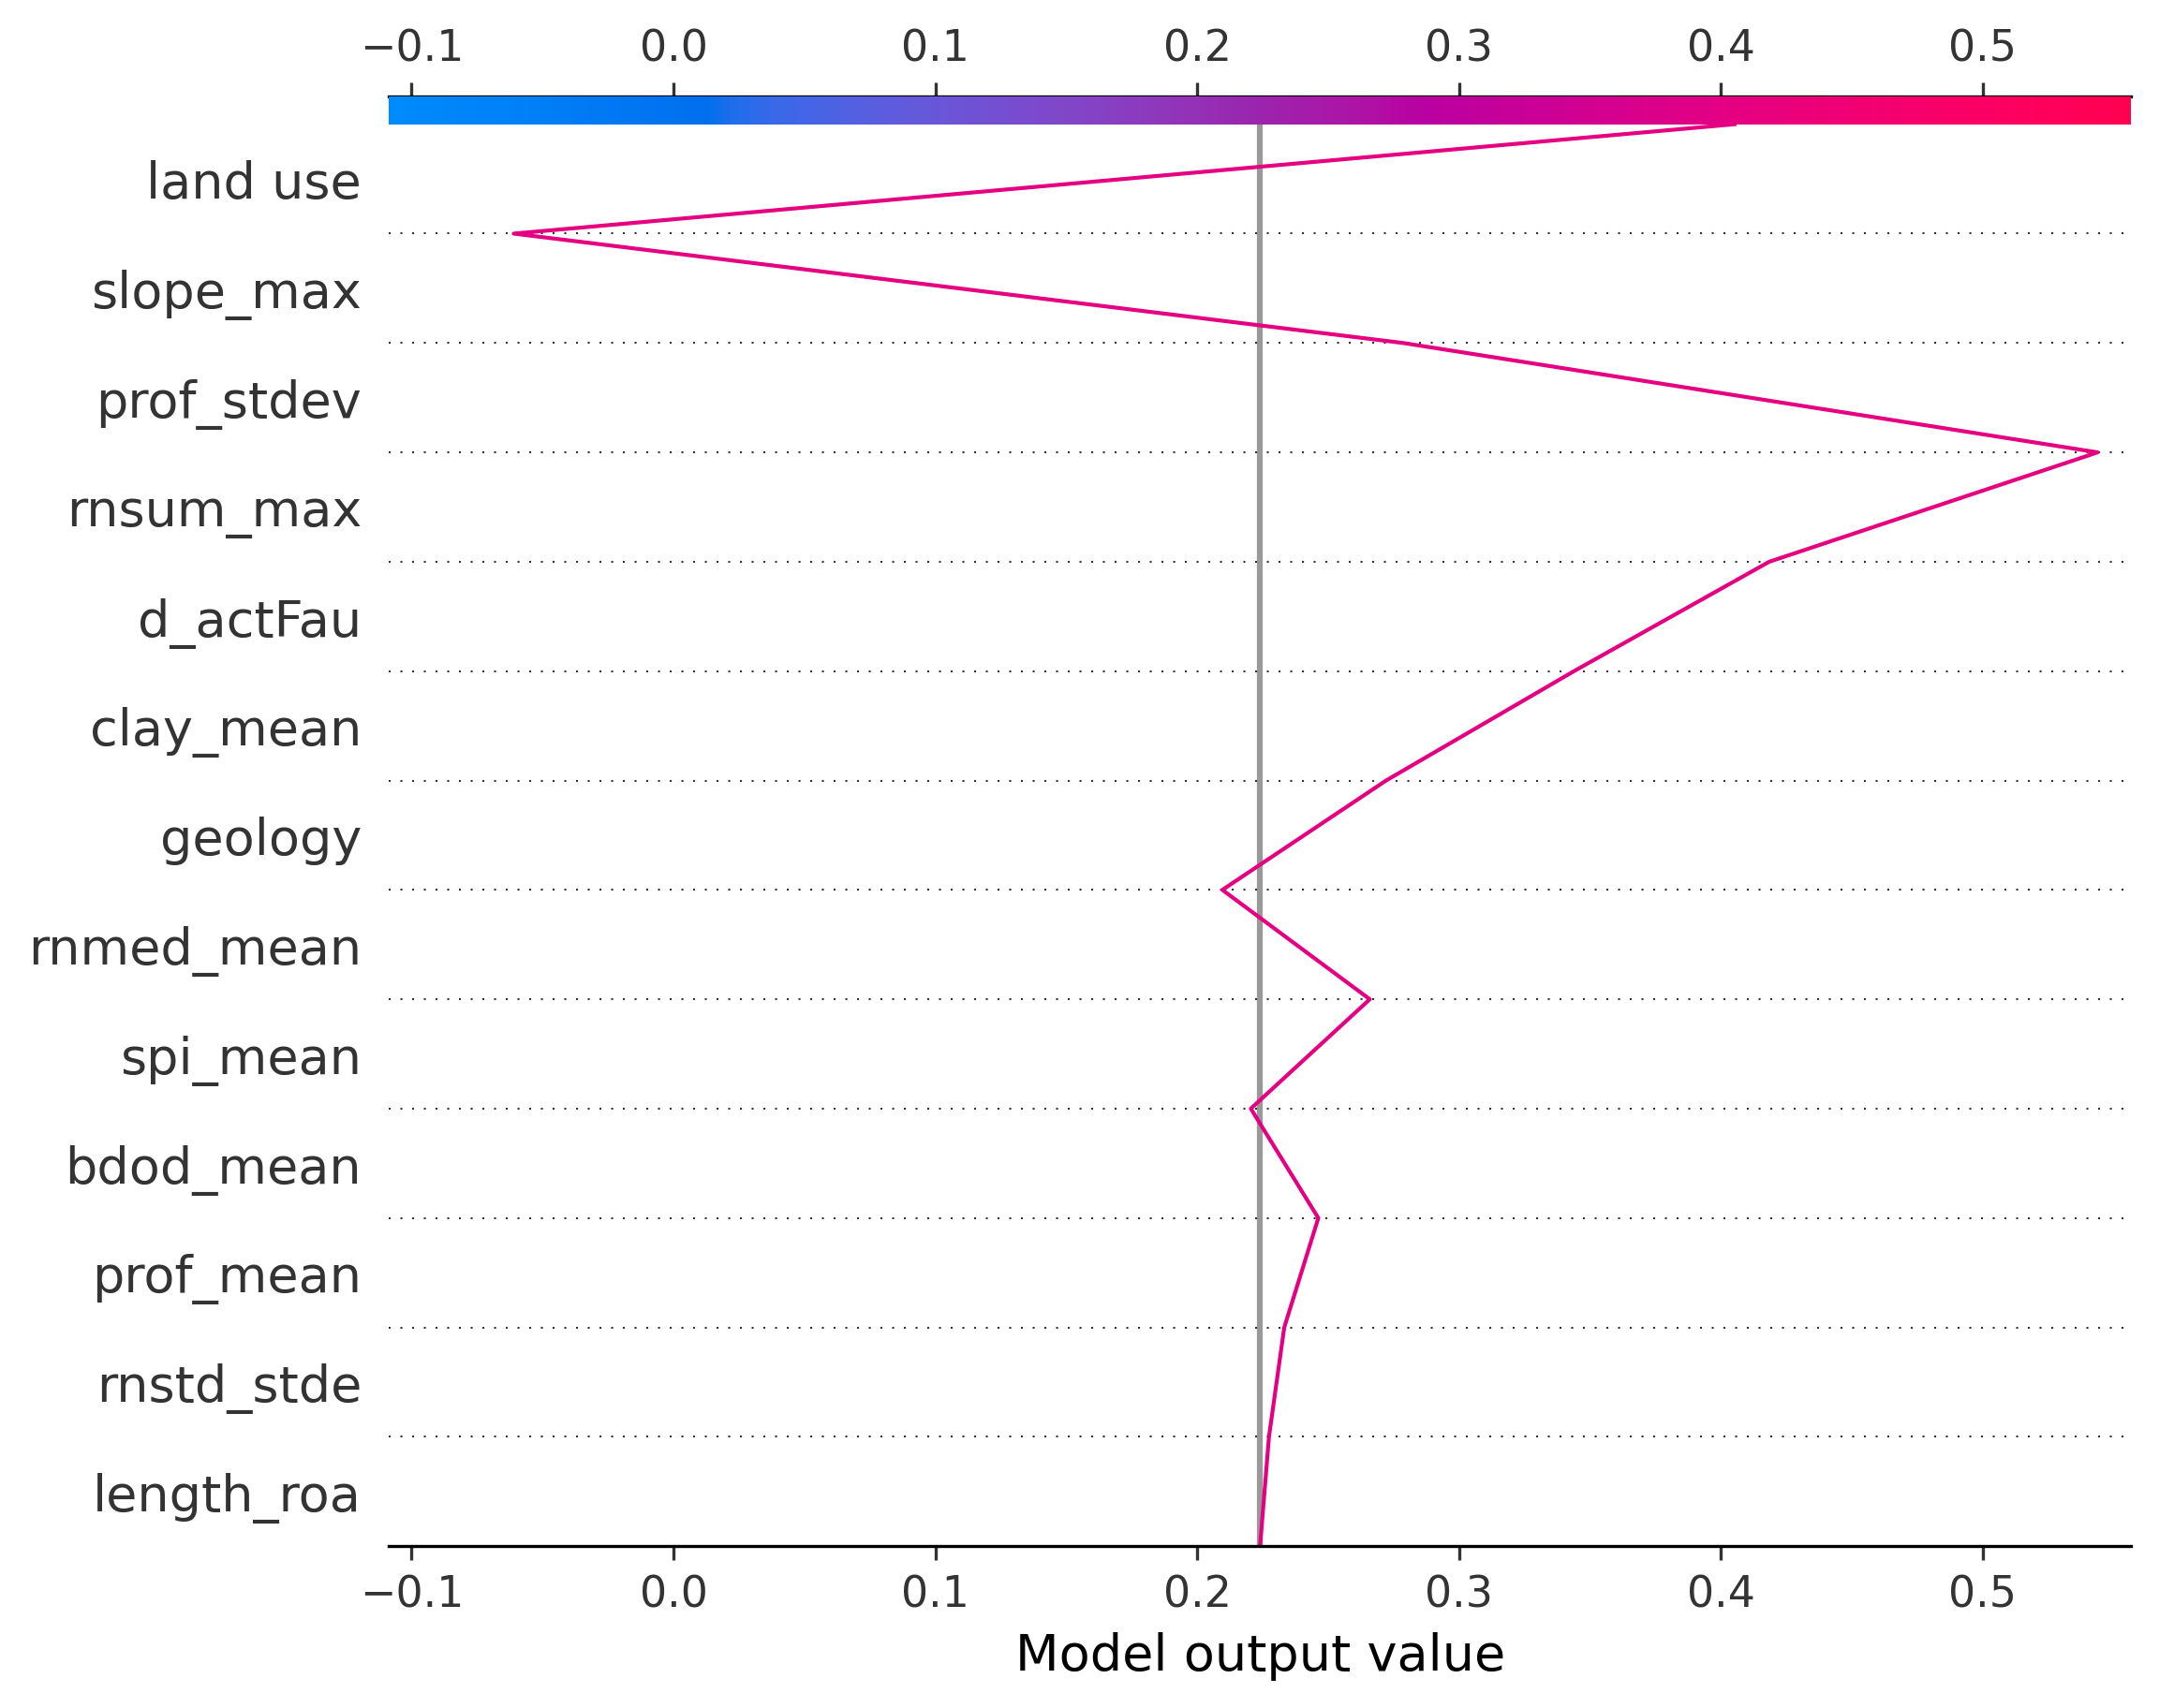 −0.1 0.0 0.1 0.2 0.3 0.4 0.5
land use
slope_max
prof_stdev
rnsum_max
d_actFau
clay_mean
geology
rnmed_mean
spi_mean
bdod_mean
prof_mean
rnstd_stde
length_roa
−0.1 0.0 0.1 0.2 0.3 0.4 0.5
Model output value